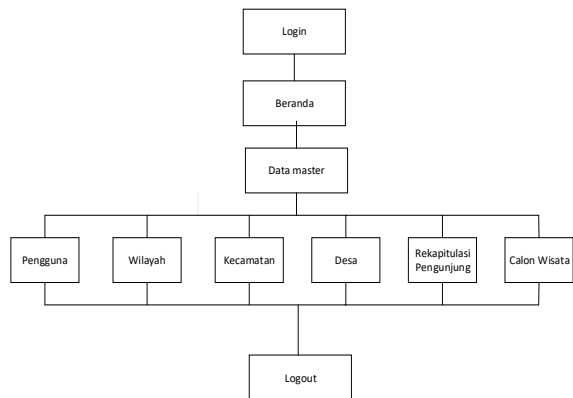 Login
Beranda
Data master
Pengguna
Wilayah
Kecamatan
Desa
Rekapitulasi
Pengunjung
Calon Wisata
Logout